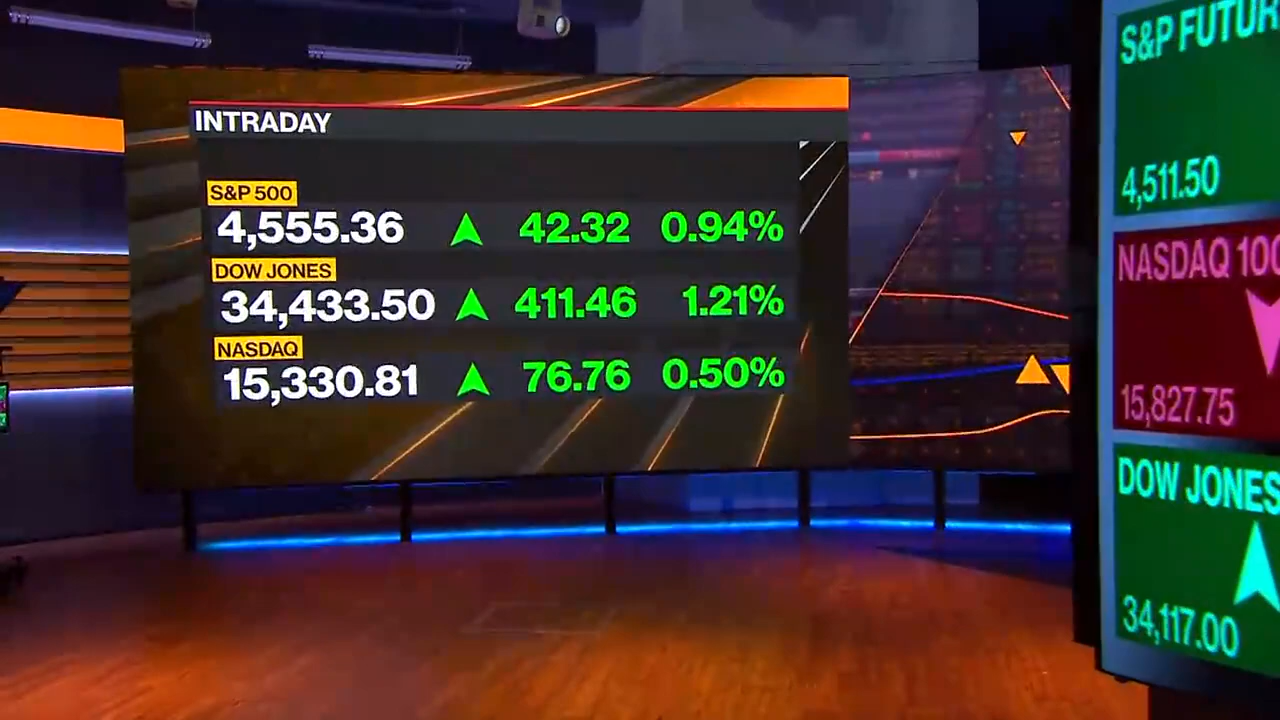 INTRADAY
S&P 500
4,555.36 42.32 0.94%
DOW JONES
34,433.50 411.46 1.21%
NASDAQ
15,330.81 76.76 0.50%
S&P FUTUR
4,511.50
NASDAQ 100
15,827.75
DOW JONES
34,117.00